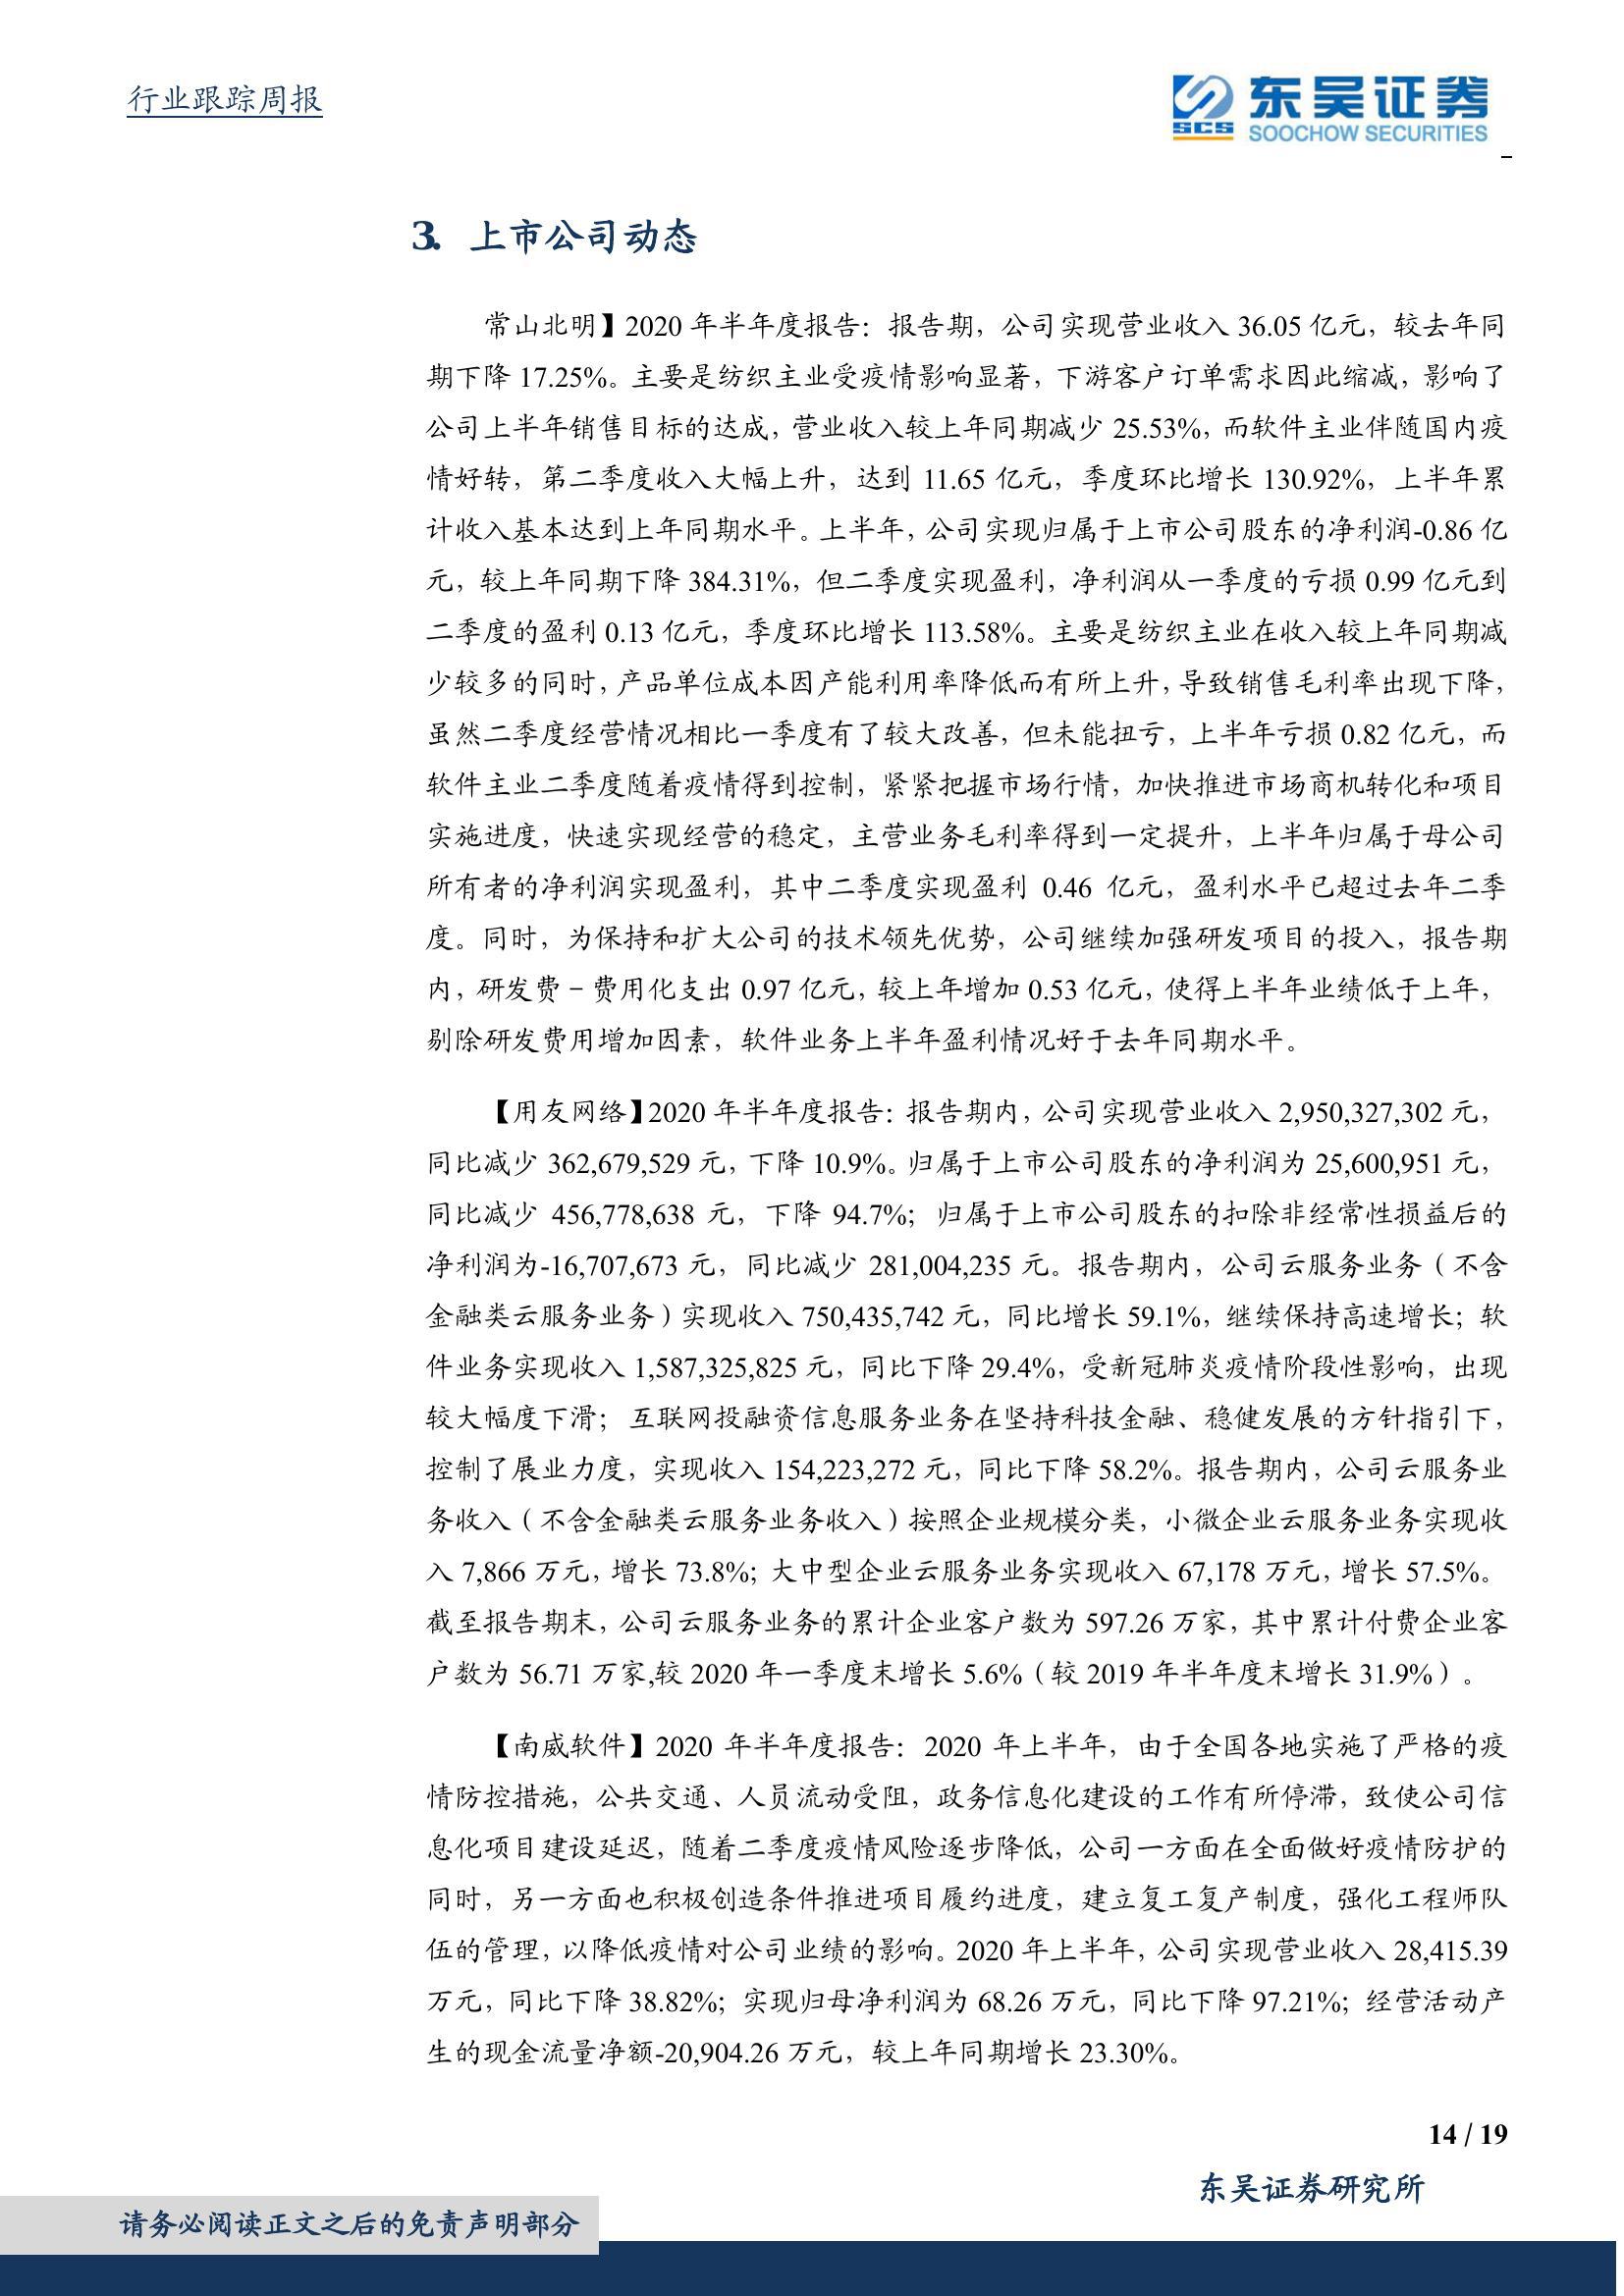 行业跟踪周报
SCS
东吴证券
SOOCHOW SECURITIES
3. 上市公司动态
常山北明】2020 年半年度报告：报告期，公司实现营业收入 36.05 亿元，较去年同
期下降 17.25%。主要是纺织主业受疫情影响显著，下游客户订单需求因此缩减，影响了
公司上半年销售目标的达成，营业收入较上年同期减少 25.53%，而软件主业伴随国内疫
情好转，第二季度收入大幅上升，达到 11.65 亿元，季度环比增长 130.92%，上半年累
计收入基本达到上年同期水平。上半年，公司实现归属于上市公司股东的净利润-0.86 亿
元，较上年同期下降 384.31%，但二季度实现盈利，净利润从一季度的亏损 0.99 亿元到
二季度的盈利 0.13 亿元，季度环比增长 113.58%。主要是纺织主业在收入较上年同期减
少较多的同时，产品单位成本因产能利用率降低而有所上升，导致销售毛利率出现下降，
虽然二季度经营情况相比一季度有了较大改善，但未能扭亏，上半年亏损 0.82 亿元，而
软件主业二季度随着疫情得到控制，紧紧把握市场行情，加快推进市场商机转化和项目
实施进度，快速实现经营的稳定，主营业务毛利率得到一定提升，上半年归属于母公司
所有者的净利润实现盈利，其中二季度实现盈利 0.46 亿元，盈利水平已超过去年二季
度。同时，为保持和扩大公司的技术领先优势，公司继续加强研发项目的投入，报告期
内，研发费－费用化支出 0.97 亿元，较上年增加 0.53 亿元，使得上半年业绩低于上年，
剔除研发费用增加因素，软件业务上半年盈利情况好于去年同期水平。
【用友网络】2020 年半年度报告：报告期内，公司实现营业收入 2,950,327,302 元，
同比减少 362,679,529 元，下降 10.9%。归属于上市公司股东的净利润为 25,600,951 元，
同比减少 456,778,638 元，下降 94.7%；归属于上市公司股东的扣除非经常性损益后的
净利润为-16,707,673 元，同比减少 281,004,235 元。报告期内，公司云服务业务（不含
金融类云服务业务）实现收入 750,435,742 元，同比增长 59.1%，继续保持高速增长；软
件业务实现收入 1,587,325,825 元，同比下降 29.4%，受新冠肺炎疫情阶段性影响，出现
较大幅度下滑； 互联网投融资信息服务业务在坚持科技金融、稳健发展的方针指引下，
控制了展业力度，实现收入 154,223,272 元，同比下降 58.2%。报告期内，公司云服务业
务收入（不含金融类云服务业务收入）按照企业规模分类，小微企业云服务业务实现收
入 7,866 万元，增长 73.8%；大中型企业云服务业务实现收入 67,178 万元，增长 57.5%。
截至报告期末，公司云服务业务的累计企业客户数为 597.26 万家，其中累计付费企业客
户数为 56.71 万家,较 2020 年一季度末增长 5.6%（较 2019 年半年度末增长 31.9%）。
【南威软件】2020 年半年度报告：2020 年上半年，由于全国各地实施了严格的疫
情防控措施，公共交通、人员流动受阻，政务信息化建设的工作有所停滞，致使公司信
息化项目建设延迟，随着二季度疫情风险逐步降低，公司一方面在全面做好疫情防护的
同时，另一方面也积极创造条件推进项目履约进度，建立复工复产制度，强化工程师队
伍的管理，以降低疫情对公司业绩的影响。2020 年上半年，公司实现营业收入 28,415.39
万元，同比下降 38.82%；实现归母净利润为 68.26 万元，同比下降 97.21%；经营活动产
生的现金流量净额-20,904.26 万元，较上年同期增长 23.30%。
14 / 19
东吴证券研究所
请务必阅读正文之后的免责声明部分